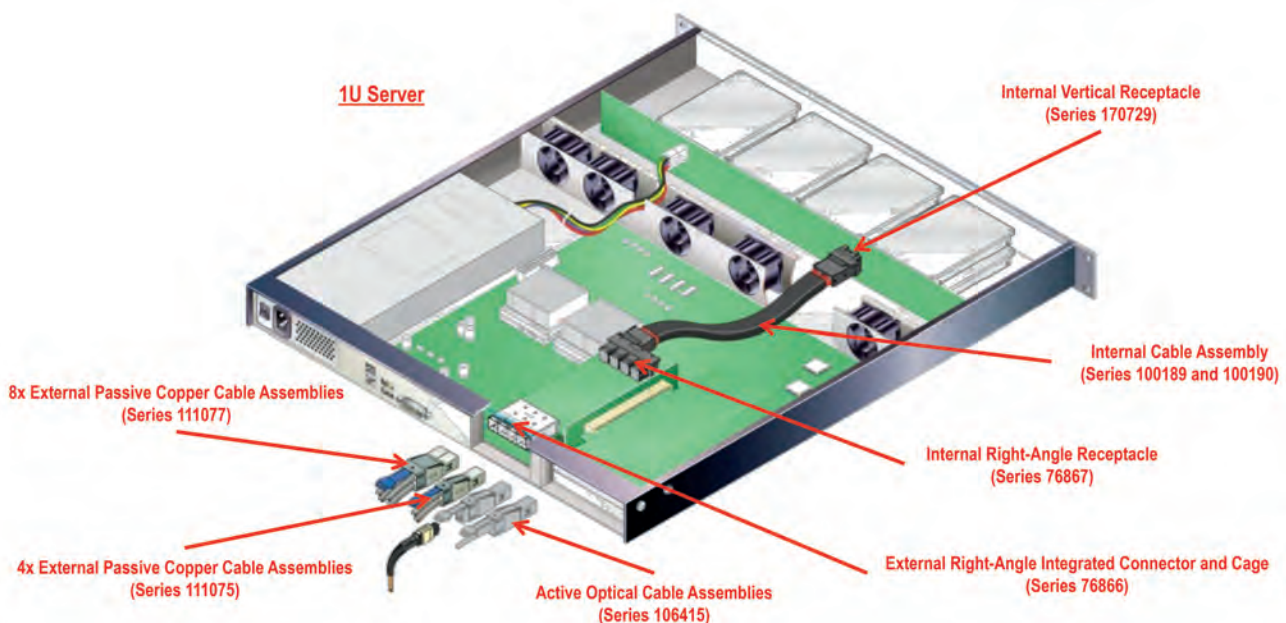 1U Server
Internal Vertical Receptacle
(Series 170729)
Internal Cable Assembly
(Series 100189 and 100190)
8x External Passive Copper Cable Assemblies
(Series 111077)
Internal Right-Angle Receptacle
(Series 76867)
4x External Passive Copper Cable Assemblies
(Series 111075)
Active Optical Cable Assemblies
(Series 106415)
External Right-Angle Integrated Connector and Cage
(Series 76866)